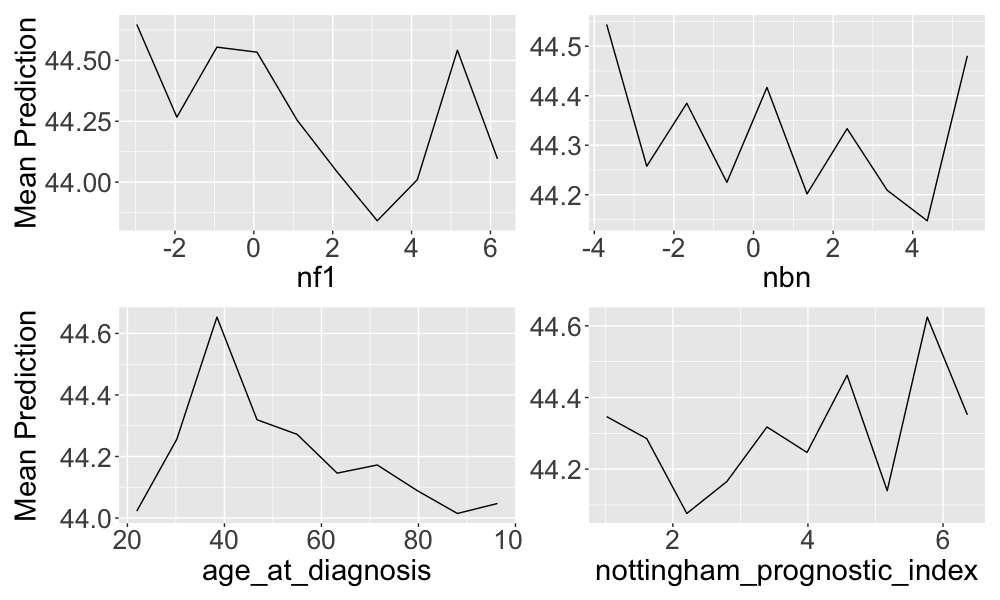 Mean Prediction
44.50
44.25
44.00
-2 0 2 4 6
nf1
44.5
44.4
44.3
44.2
-4 -2 0 2 4
nbn
Mean Prediction
44.6
44.4
44.2
44.0
20 40 60 80 10
age_at_diagnosis
44.6
44.4
44.2
2 4 6
nottingham_prognostic_index